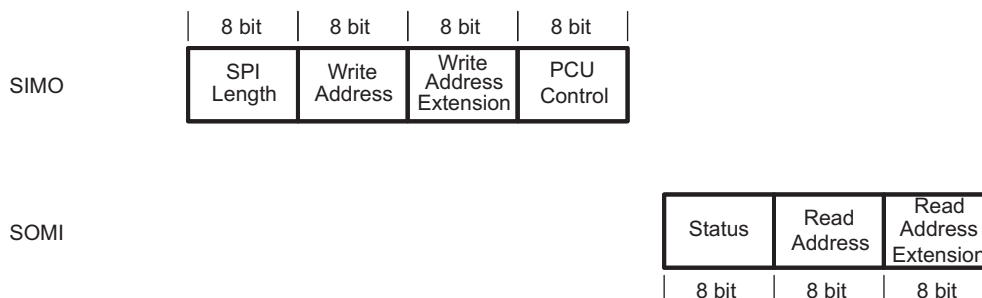 8 bit 8 bit 8 bit 8 bit
SIMO
SPI
Length
Write
Address
Write
Address
Extension
PCU
Control
SOMI
Status
Read
Address
Read
Address
Extension
8 bit 8 bit 8 bit